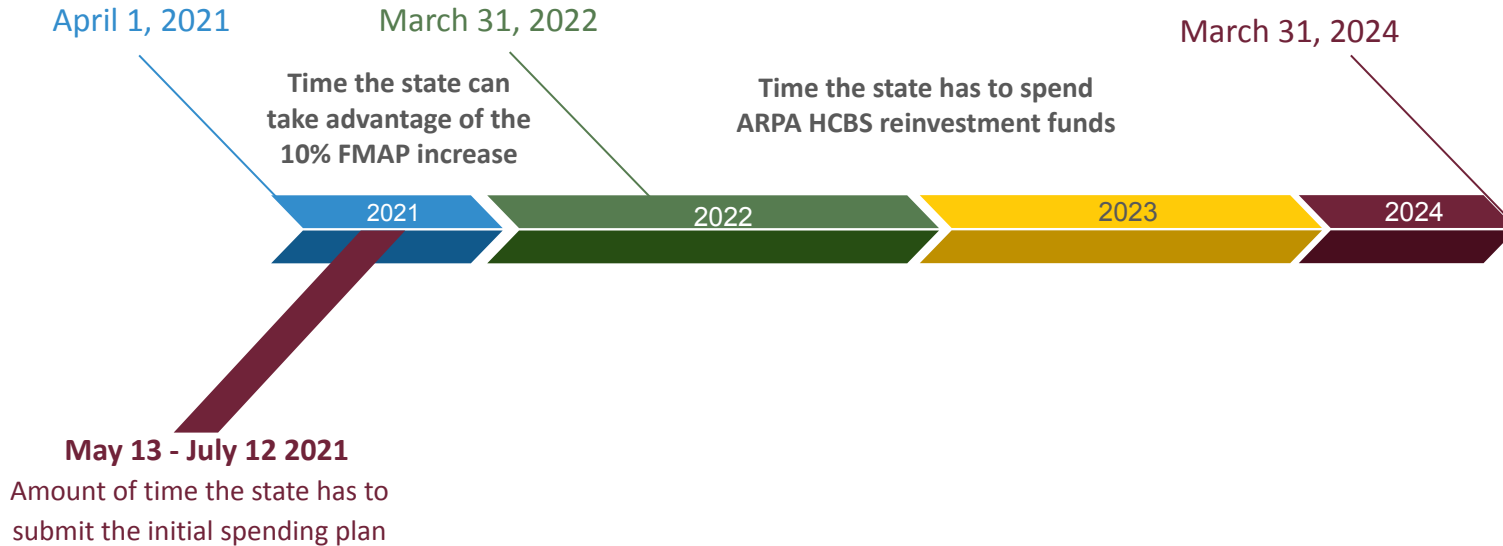 April 1, 2021
March 31, 2022
March 31, 2024
Time the state can
take advantage of the
10% FMAP increase
Time the state has to spend
ARPA HCBS reinvestment funds
2021
2022
2023
2024
May 13 - July 12 2021
Amount of time the state has to
submit the initial spending plan